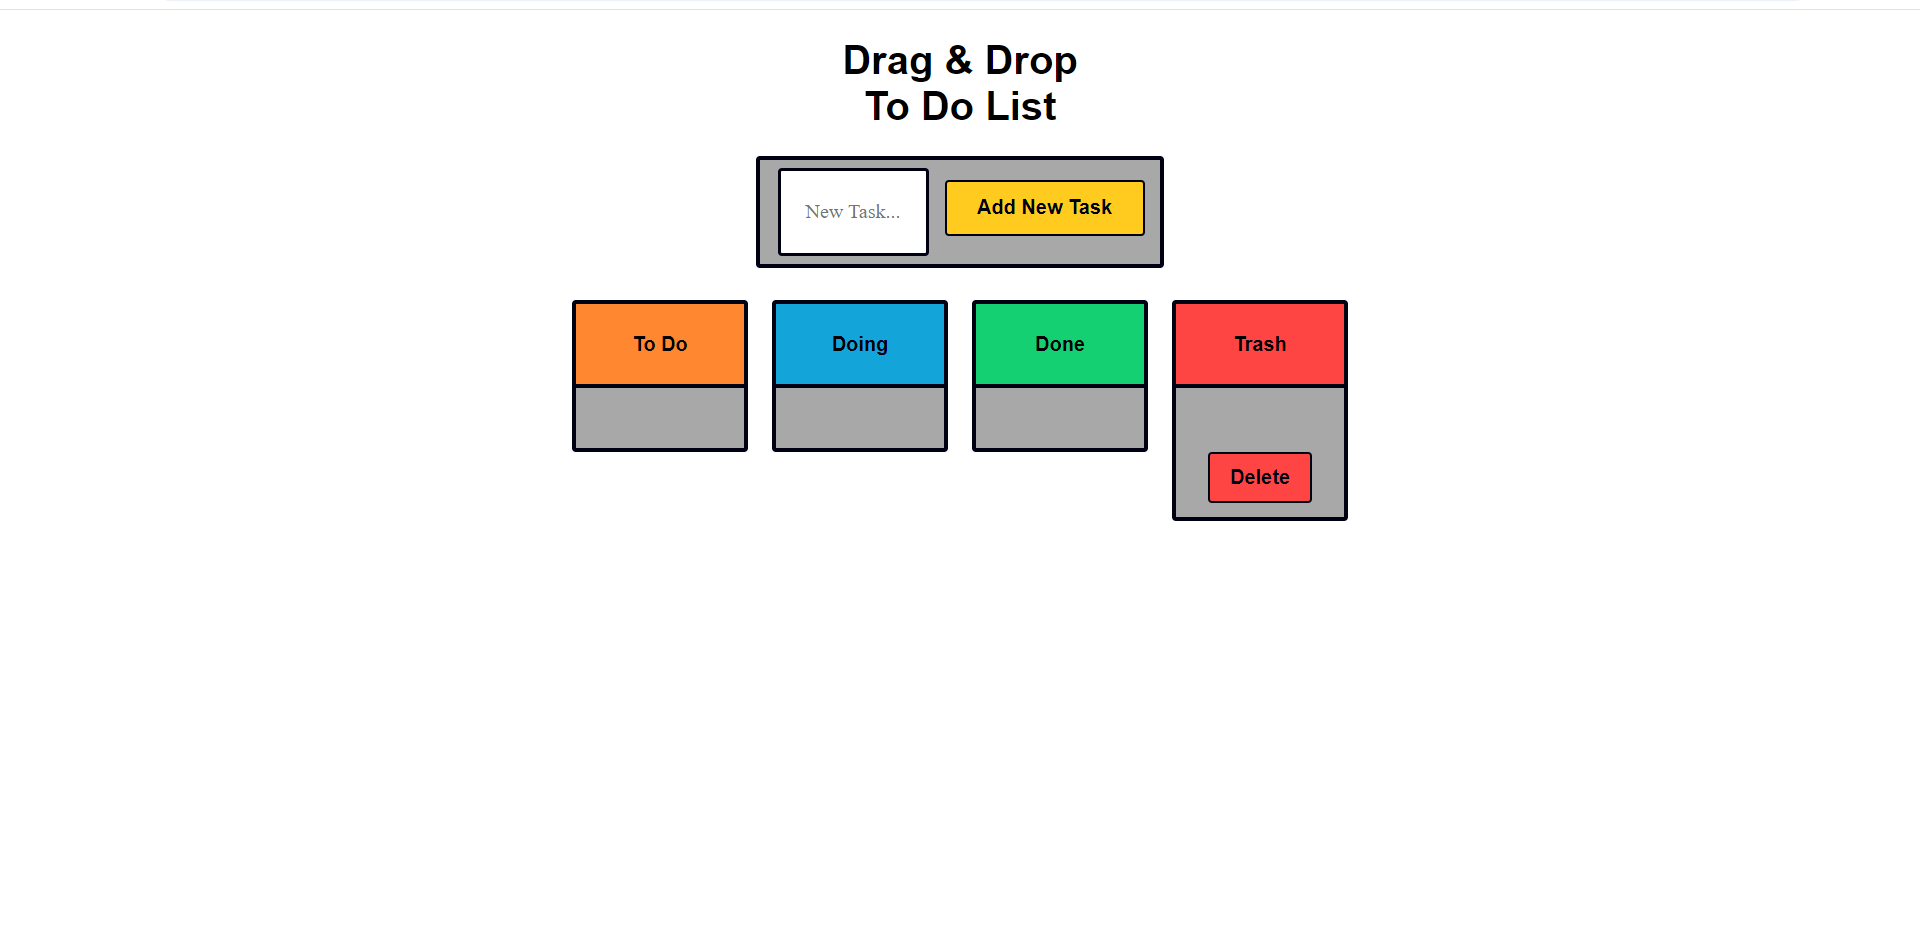 Drag & Drop
To Do List
New Task...
Add New Task
To Do
Doing
Done
Trash
Delete